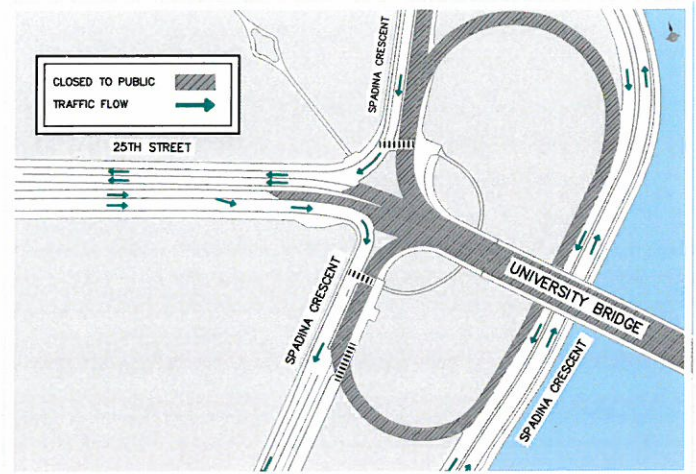 CLOSED TO PUBLIC
TRAFFIC FLOW
25TH STREET
SPADINA CRESCENT
SPADINA CRESCENT
UNIVERSITY BRIDGE
SPADINA CRESCENT